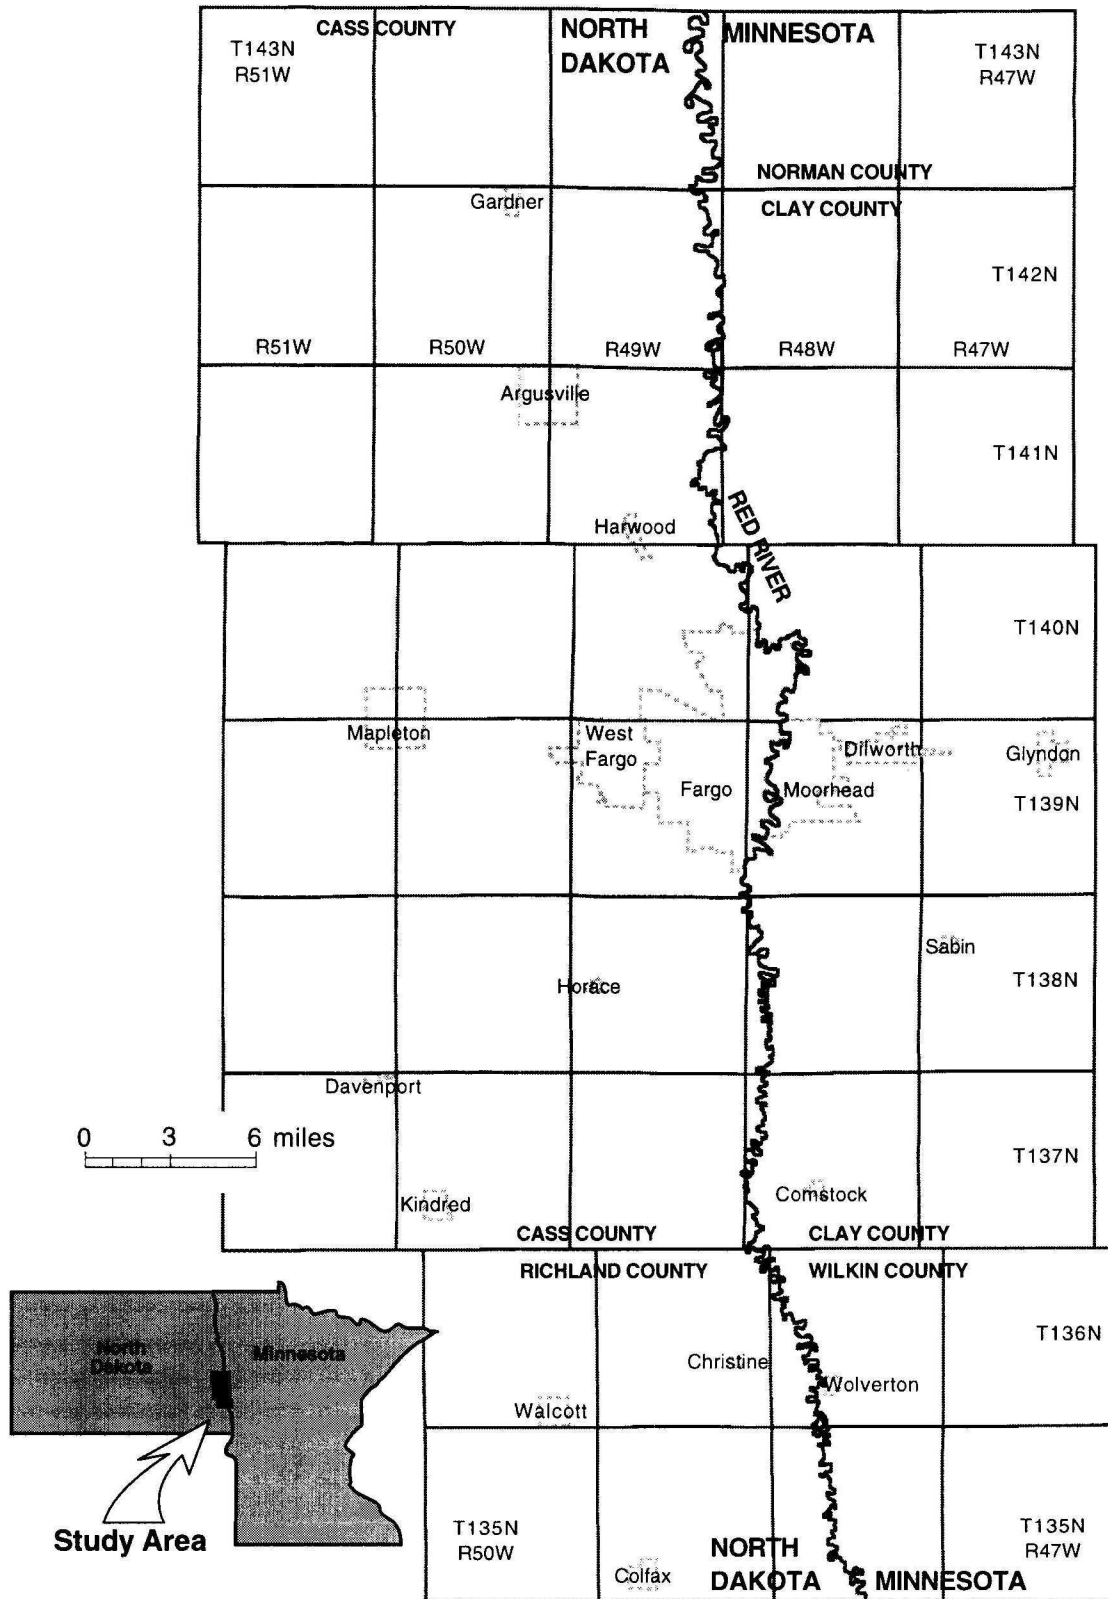 CASS COUNTY
NORTH
DAKOTA
MINNESOTA
T143N
R51W
T143N
R47W
NORMAN COUNTY
CLAY COUNTY
Gardner
T142N
R51W
R50W
R49W
R48W
R47W
Argusville
T141N
RED RIVER
Harwood
T140N
Mapleton
West
Fargo
Dilworth
Glyndon
Fargo
Moorhead
T139N
Sabin
Horace
T138N
Davenport
0 3 6 miles
T137N
Kindred
Comstock
CASS COUNTY
CLAY COUNTY
RICHLAND COUNTY
WILKIN COUNTY
T136N
North
Dakota
Minnesota
Christine
Wolverton
Walcott
Study Area
T135N
R50W
T135N
R47W
Colfax
NORTH
DAKOTA
MINNESOTA